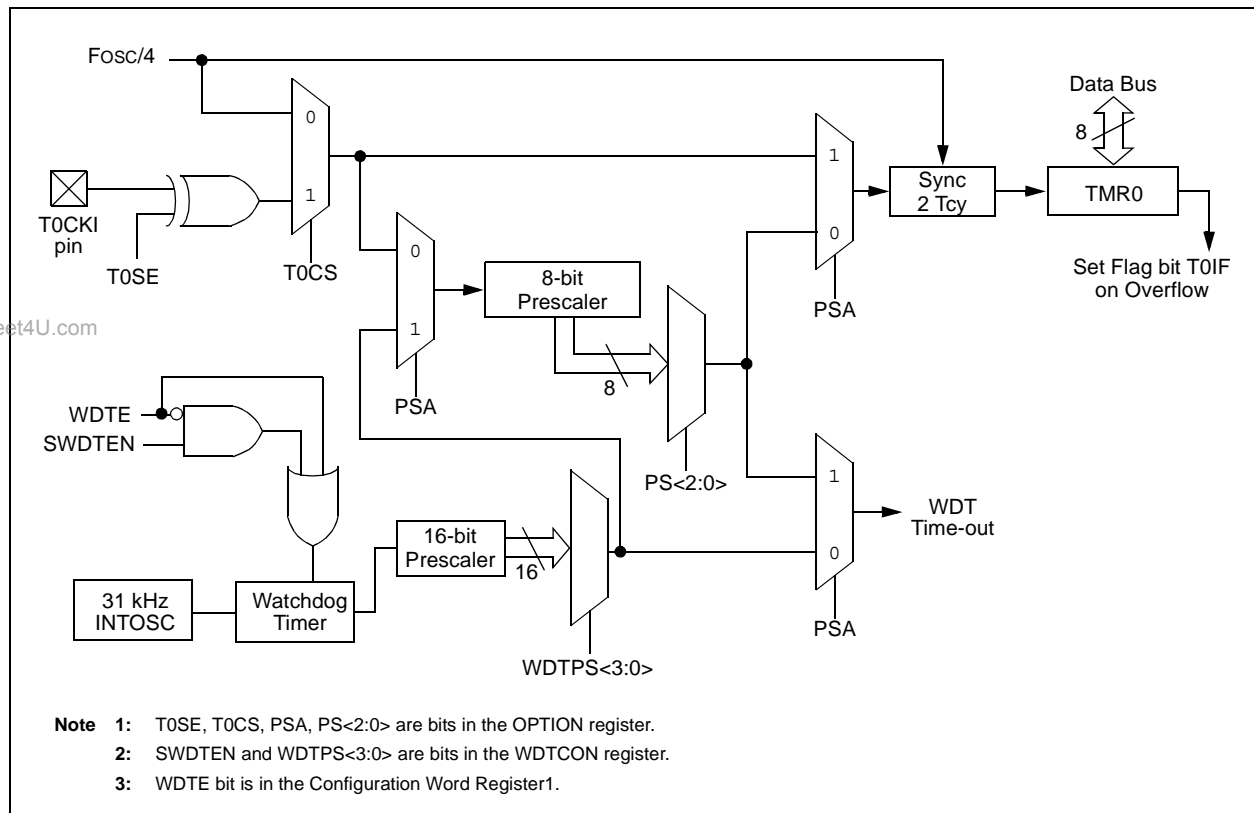 FOSC/4
Data Bus
8
0
1
T0CKI
pin
T0SE
T0CS
1
0
PSA
Sync
2 Tcy
TMR0
Set Flag bit T0IF
on Overflow
0
1
PSA
8-bit
Prescaler
8
PS<2:0>
eet4U.com
WDTE
SWDTEN
1
0
PSA
WDT
Time-out
16-bit
Prescaler
16
31 kHz
INTOSC
Watchdog
Timer
WDTPS<3:0>
Note 1: T0SE, T0CS, PSA, PS<2:0> are bits in the OPTION register.
2: SWDTEN and WDTPS<3:0> are bits in the WDTCON register.
3: WDTE bit is in the Configuration Word Register1.